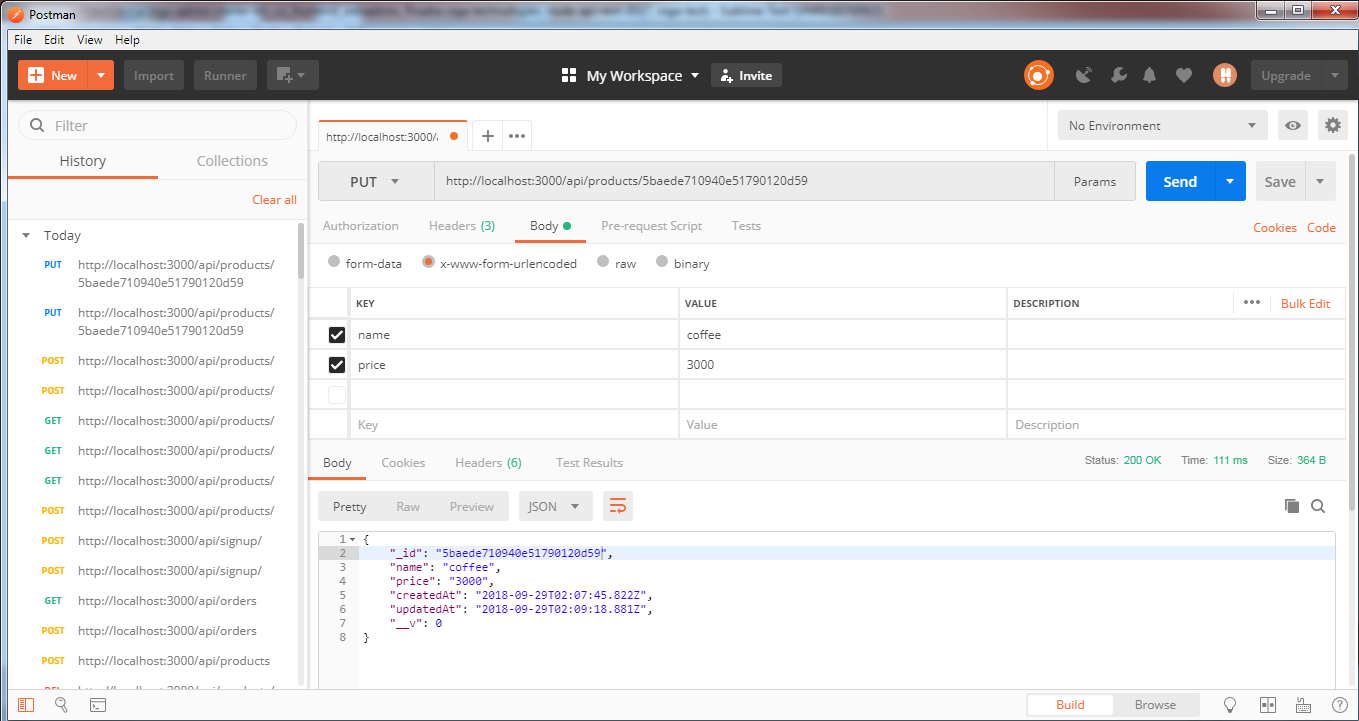 Postman
File Edit View Help
New Import Runner My Workspace Invite Upgrade
Filter
History Collections
Clear all
Today
PUT http://localhost:3000/api/products/
5baede710940e51790120d59
PUT http://localhost:3000/api/products/
5baede710940e51790120d59
POST http://localhost:3000/api/products/
POST http://localhost:3000/api/products/
GET http://localhost:3000/api/products/
GET http://localhost:3000/api/products/
GET http://localhost:3000/api/products/
POST http://localhost:3000/api/products/
POST http://localhost:3000/api/signup/
POST http://localhost:3000/api/signup/
GET http://localhost:3000/api/orders
POST http://localhost:3000/api/orders
POST http://localhost:3000/api/products
http://localhost:3000/a
No Environment
PUT http://localhost:3000/api/products/5baede710940e51790120d59 Params Send Save
Authorization Headers (3) Body Pre-request Script Tests Cookies Code
form-data x-www-form-urlencoded raw binary
KEY VALUE DESCRIPTION ••• Bulk Edit
name coffee
price 3000
Key Value Description
Body Cookies Headers (6) Test Results Status: 200 OK Time: 111 ms Size: 364 B
Pretty Raw Preview JSON
1 {
2 "_id": "5baede710940e51790120d59",
3 "name": "coffee",
4 "price": "3000",
5 "createdAt": "2018-09-29T02:07:45.822Z",
6 "updatedAt": "2018-09-29T02:09:18.881Z",
7 "__v": 0
8 }
Build Browse